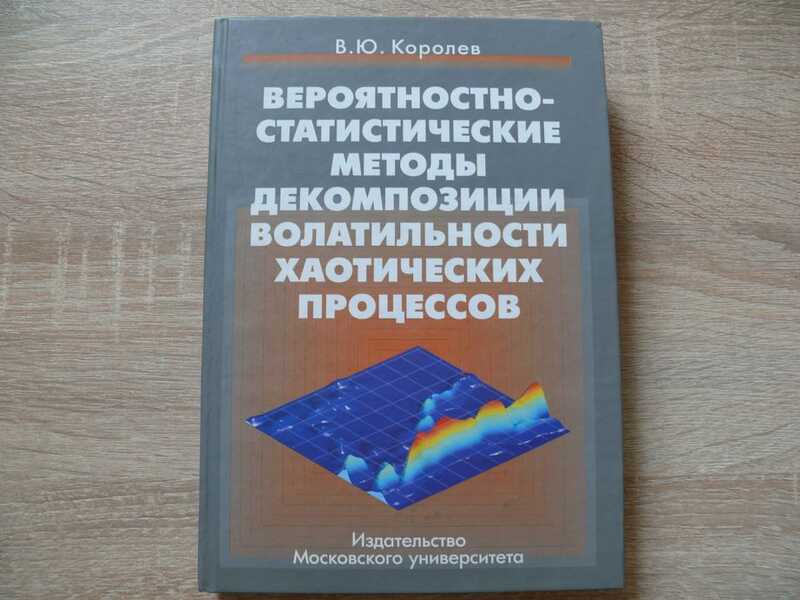 В.Ю. Королев
ВЕРОЯТНОСТНО-
СТАТИСТИЧЕСКИЕ
МЕТОДЫ
ДЕКОМПОЗИЦИИ
ВОЛАТИЛЬНОСТИ
ХАОТИЧЕСКИХ
ПРОЦЕССОВ
Издательство
Московского университета